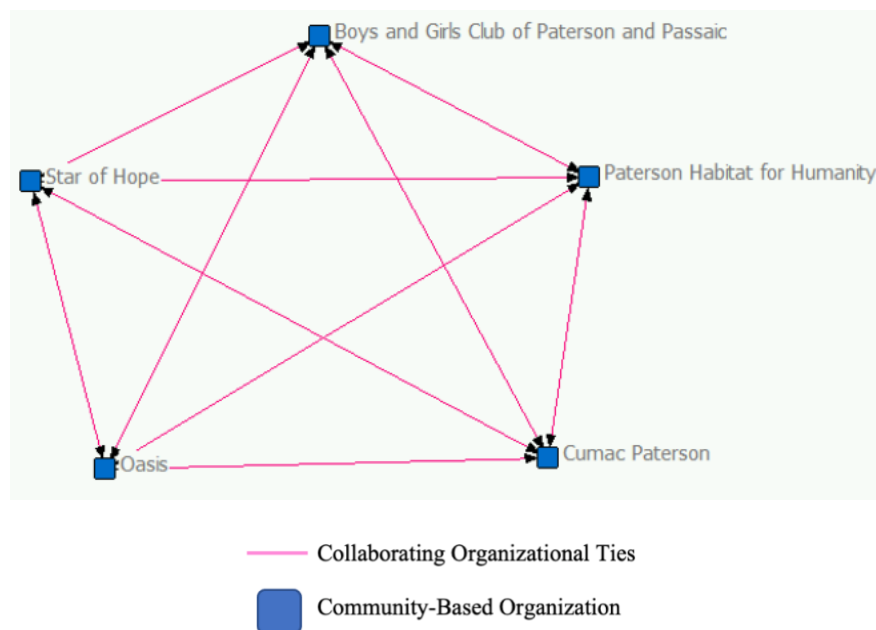 Boys and Girls Club of Paterson and Passaic
Star of Hope
Paterson Habitat for Humanity
Oasis
Cumac Paterson
Collaborating Organizational Ties
Community-Based Organization